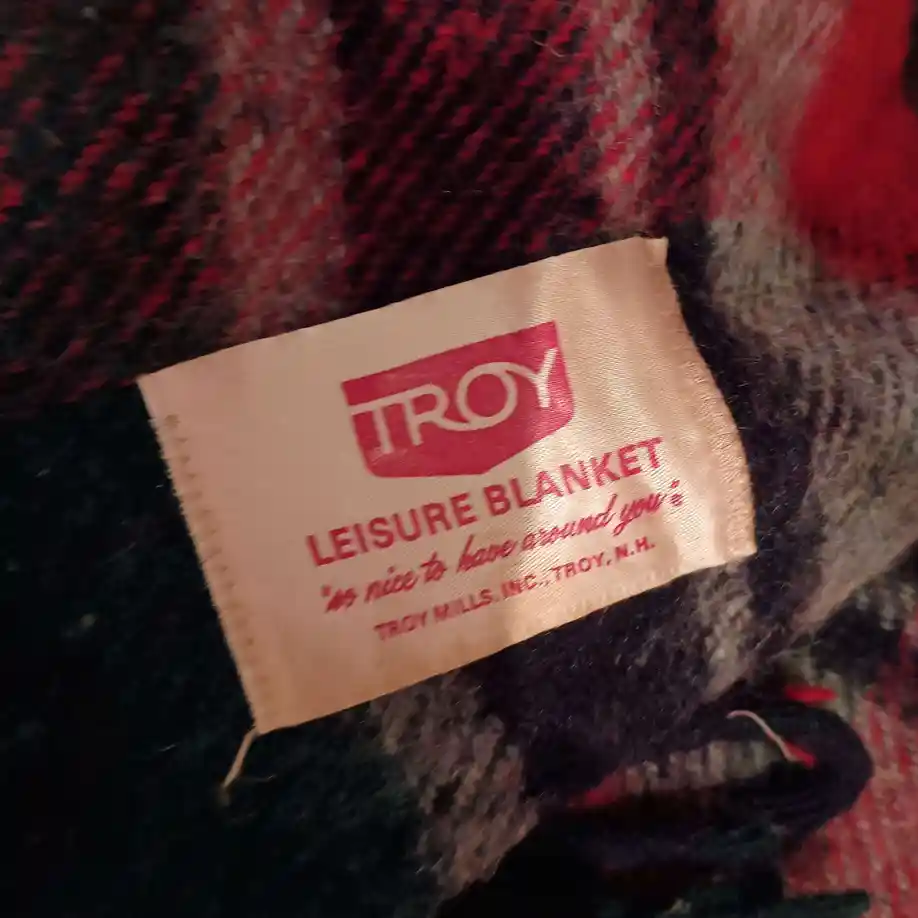 TROY
LEISURE BLANKET
"so nice to have around you"®
TROY MILLS, INC., TROY, N.H.